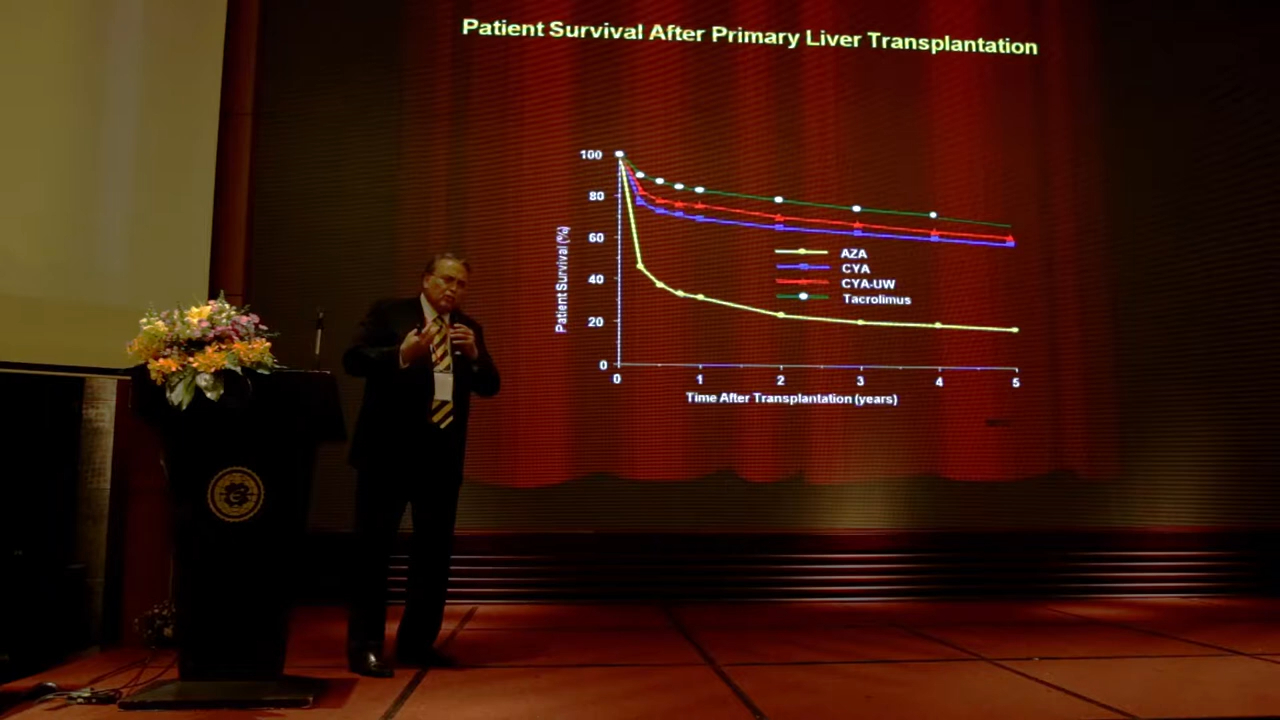 Patient Survival After Primary Liver Transplantation
100
80
60
40
20
0
Patient Survival (%)
AZA
CYA
CYA-UW
Tacrolimus
0 1 2 3 4 5
Time After Transplantation (years)